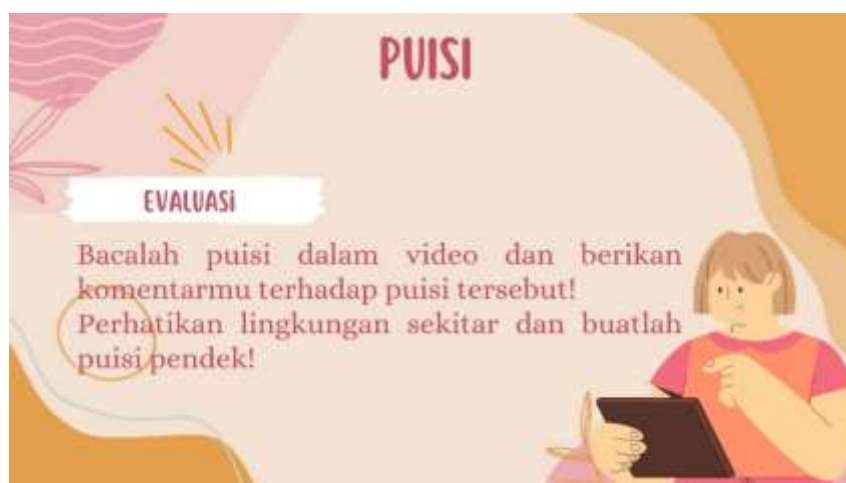 PUISI
EVALUASi
Bacalah puisi dalam video dan berikan
komentarmu terhadap puisi tersebut!
Perhatikan lingkungan sekitar dan buatlah
puisi pendek!